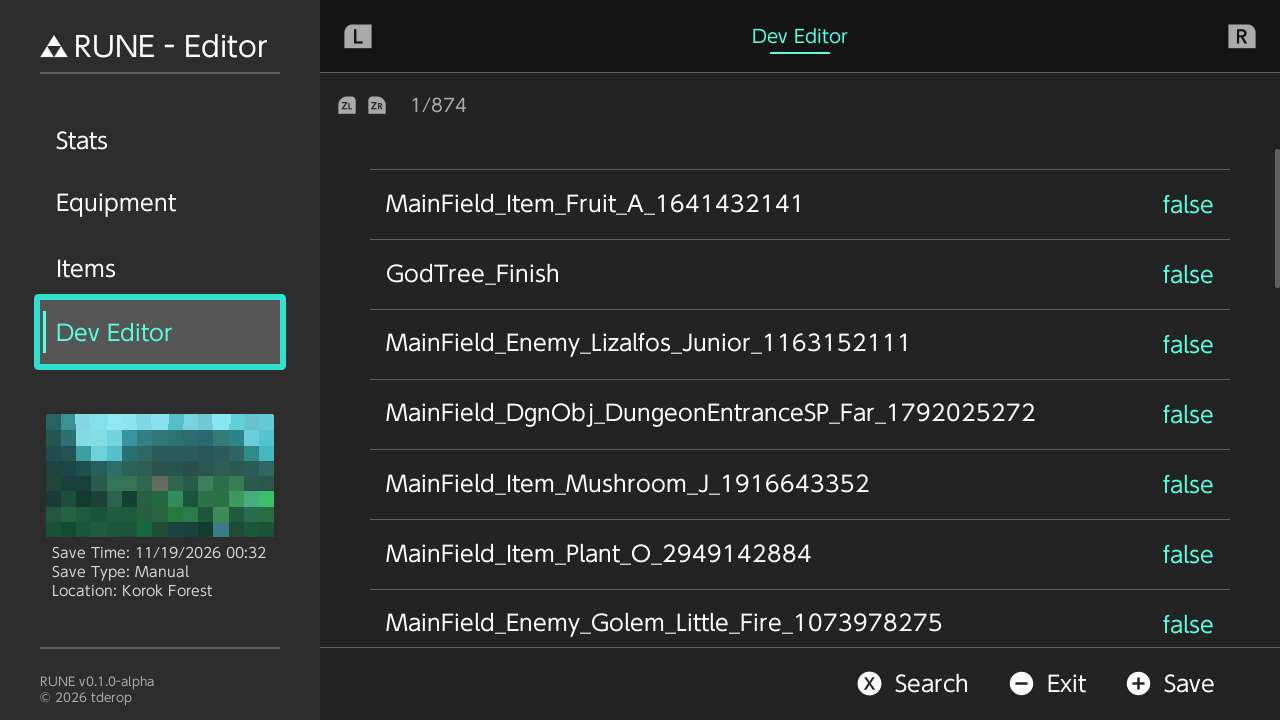 RUNE - Editor
Stats
Equipment
Items
Dev Editor
Save Time: 11/19/2026 00:32
Save Type: Manual
Location: Korok Forest
RUNE v0.1.0-alpha
© 2026 tderop
L
Dev Editor
R
ZL ZR 1/874
MainField_Item_Fruit_A_1641432141 false
GodTree_Finish false
MainField_Enemy_Lizalfos_Junior_1163152111 false
MainField_DgnObj_DungeonEntranceSP_Far_1792025272 false
MainField_Item_Mushroom_J_1916643352 false
MainField_Item_Plant_O_2949142884 false
MainField_Enemy_Golem_Little_Fire_1073978275 false
X Search - Exit + Save